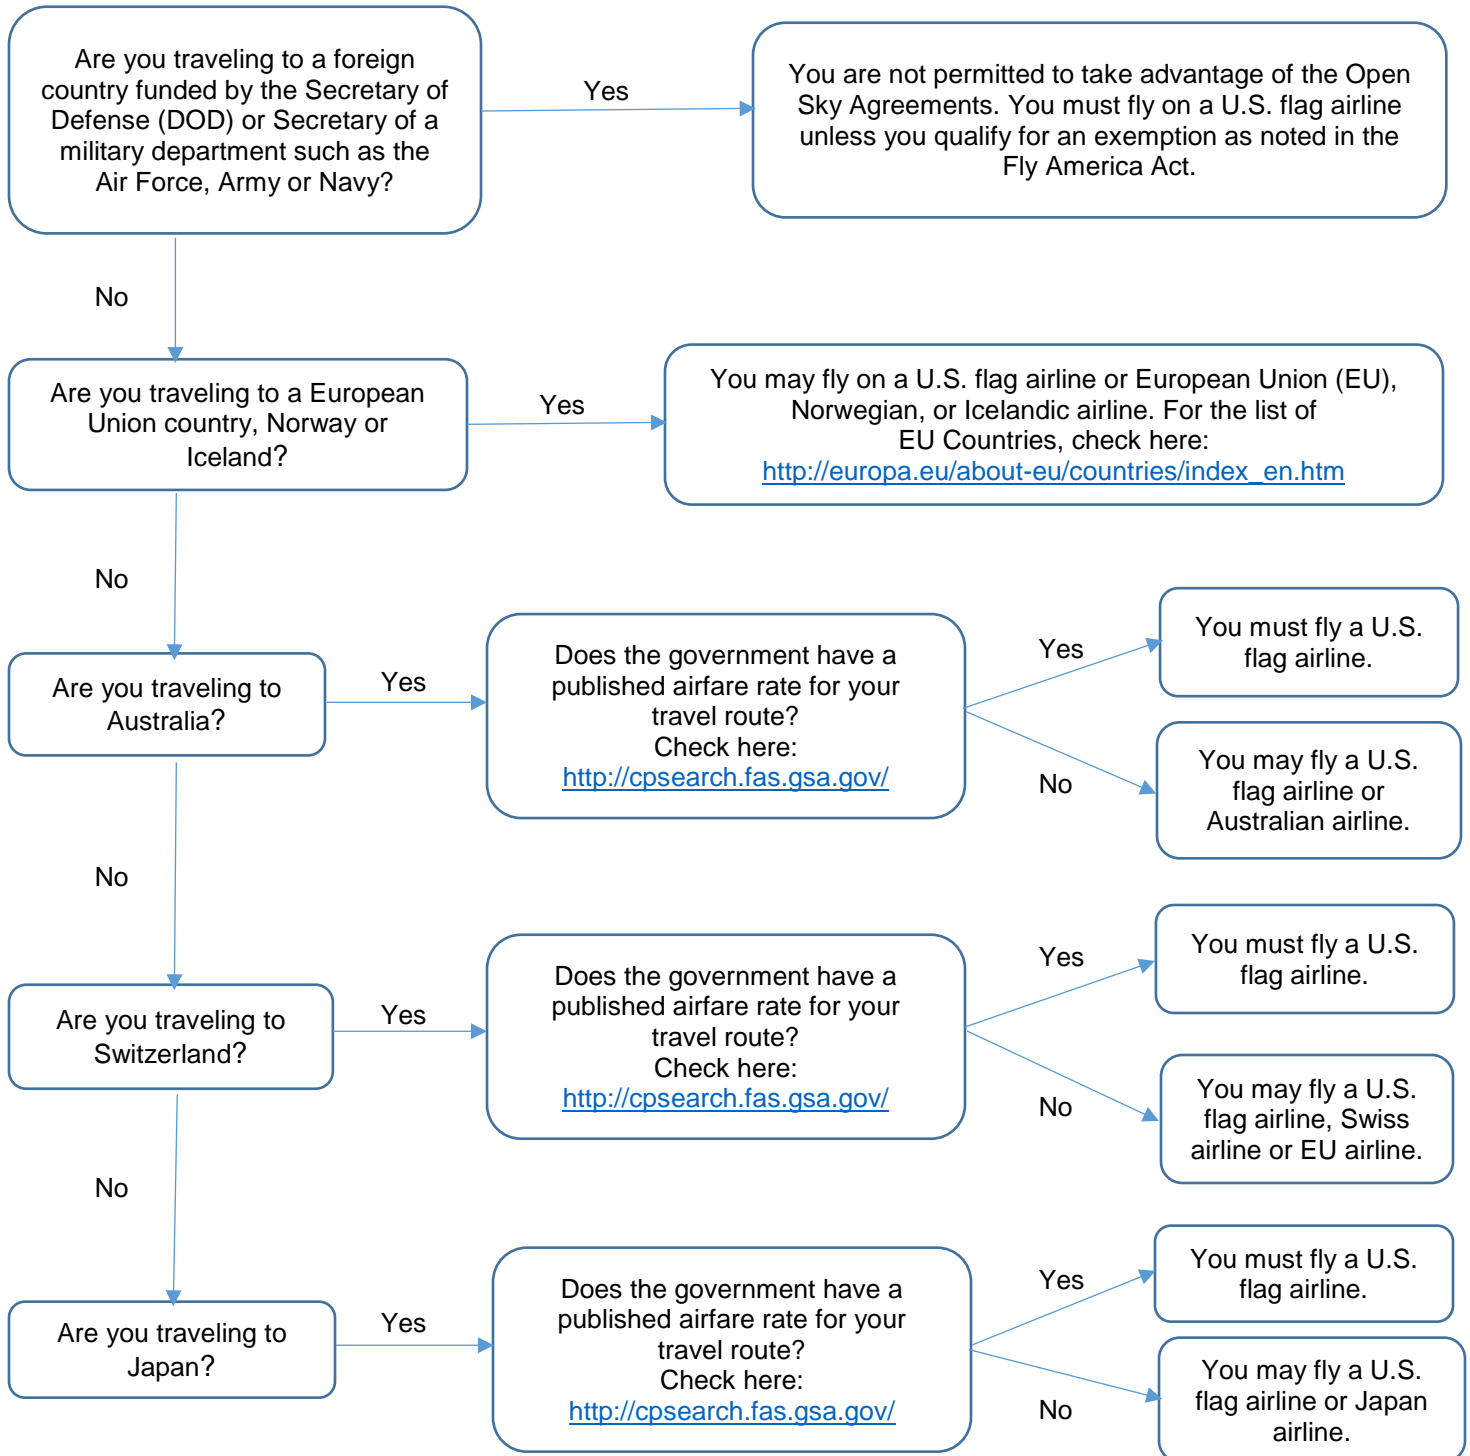 Are you traveling to a foreign
country funded by the Secretary of
Defense (DOD) or Secretary of a
military department such as the
Air Force, Army or Navy?
Yes
You are not permitted to take advantage of the Open
Sky Agreements. You must fly on a U.S. flag airline
unless you qualify for an exemption as noted in the
Fly America Act.
No
Are you traveling to a European
Union country, Norway or
Iceland?
Yes
You may fly on a U.S. flag airline or European Union (EU),
Norwegian, or Icelandic airline. For the list of
EU Countries, check here:
http://europa.eu/about-eu/countries/index_en.htm
No
Are you traveling to
Australia?
Yes
Does the government have a
published airfare rate for your
travel route?
Check here:
http://cpsearch.fas.gsa.gov/
Yes
You must fly a U.S.
flag airline.
No
You may fly a U.S.
flag airline or
Australian airline.
No
Are you traveling to
Switzerland?
Yes
Does the government have a
published airfare rate for your
travel route?
Check here:
http://cpsearch.fas.gsa.gov/
Yes
You must fly a U.S.
flag airline.
No
You may fly a U.S.
flag airline, Swiss
airline or EU airline.
No
Are you traveling to
Japan?
Yes
Does the government have a
published airfare rate for your
travel route?
Check here:
http://cpsearch.fas.gsa.gov/
Yes
You must fly a U.S.
flag airline.
No
You may fly a U.S.
flag airline or Japan
airline.